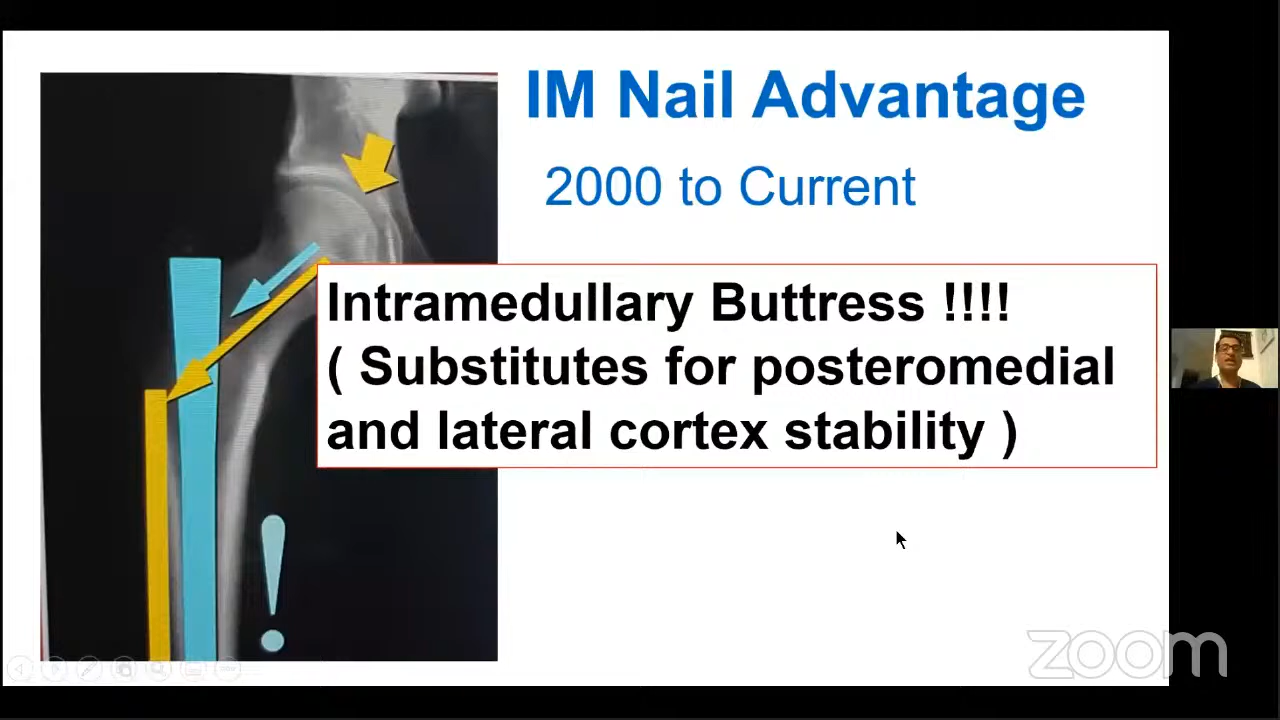 IM Nail Advantage
2000 to Current
Intramedullary Buttress !!!!
( Substitutes for posteromedial
and lateral cortex stability )
!
zoom